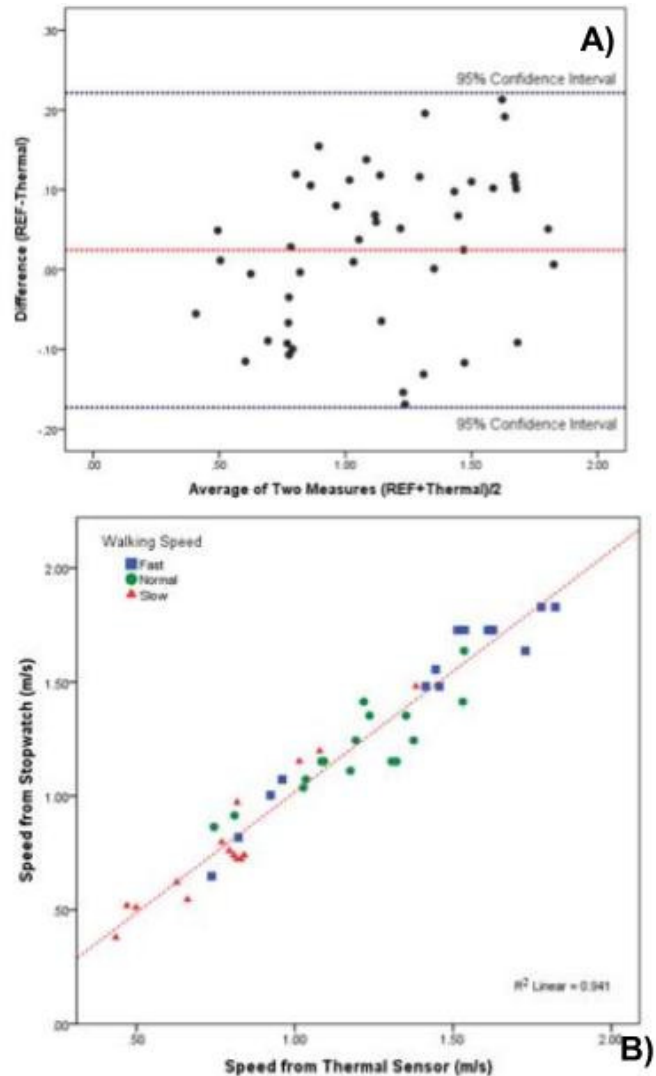 A)
.30
95% Confidence Interval
.20
.10
.00
-.10
-.20
95% Confidence Interval
Difference (REF-Thermal)
.00 .50 1.00 1.50 2.00
Average of Two Measures (REF+Thermal)/2
Walking Speed
Fast
Normal
Slow
2.00
1.50
1.00
.50
.00
Speed from Stopwatch (m/s)
R² Linear = 0.941
.50 1.00 1.50 2.00
Speed from Thermal Sensor (m/s)
B)